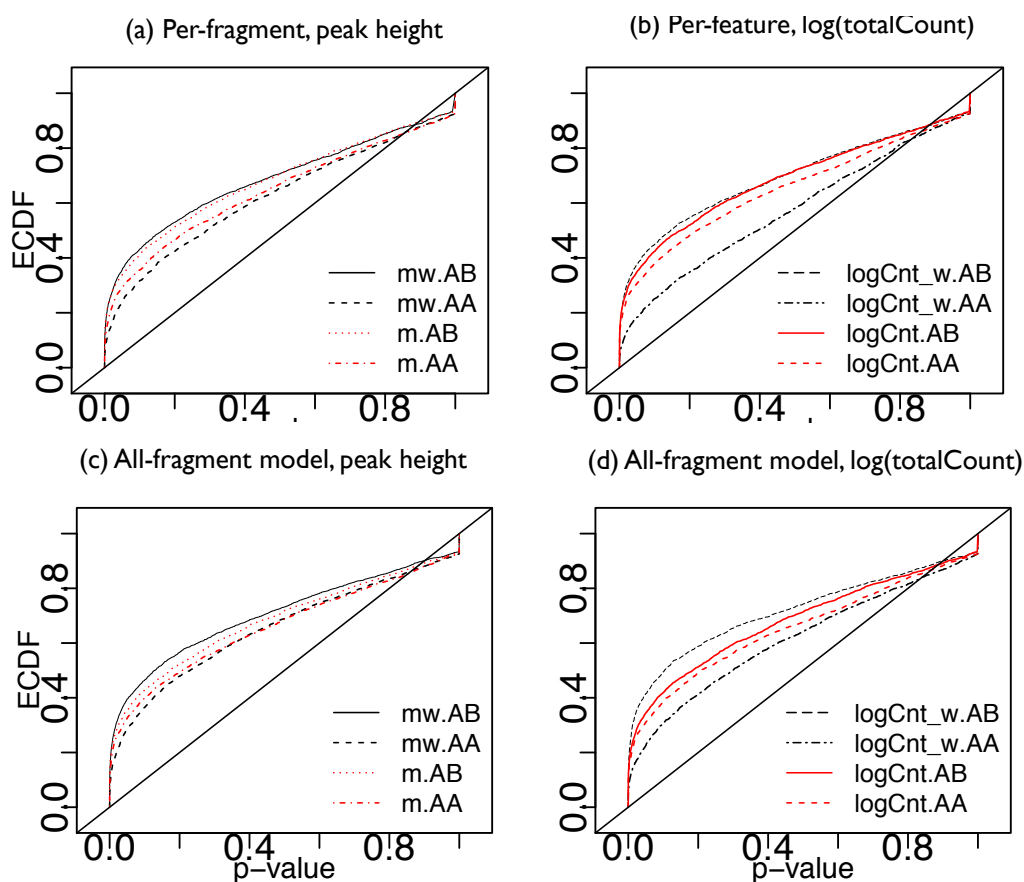 (a) Per-fragment, peak height
(b) Per-feature, log(totalCount)
ECDF
0.8
0.4
0.0
0.0 0.4 0.8
mw.AB
mw.AA
m.AB
m.AA
0.8
0.4
0.0
0.0 0.4 0.8
logCnt_w.AB
logCnt_w.AA
logCnt.AB
logCnt.AA
(c) All-fragment model, peak height
(d) All-fragment model, log(totalCount)
ECDF
0.8
0.4
0.0
0.0 0.4 0.8
p-value
mw.AB
mw.AA
m.AB
m.AA
0.8
0.4
0.0
0.0 0.4 0.8
p-value
logCnt_w.AB
logCnt_w.AA
logCnt.AB
logCnt.AA